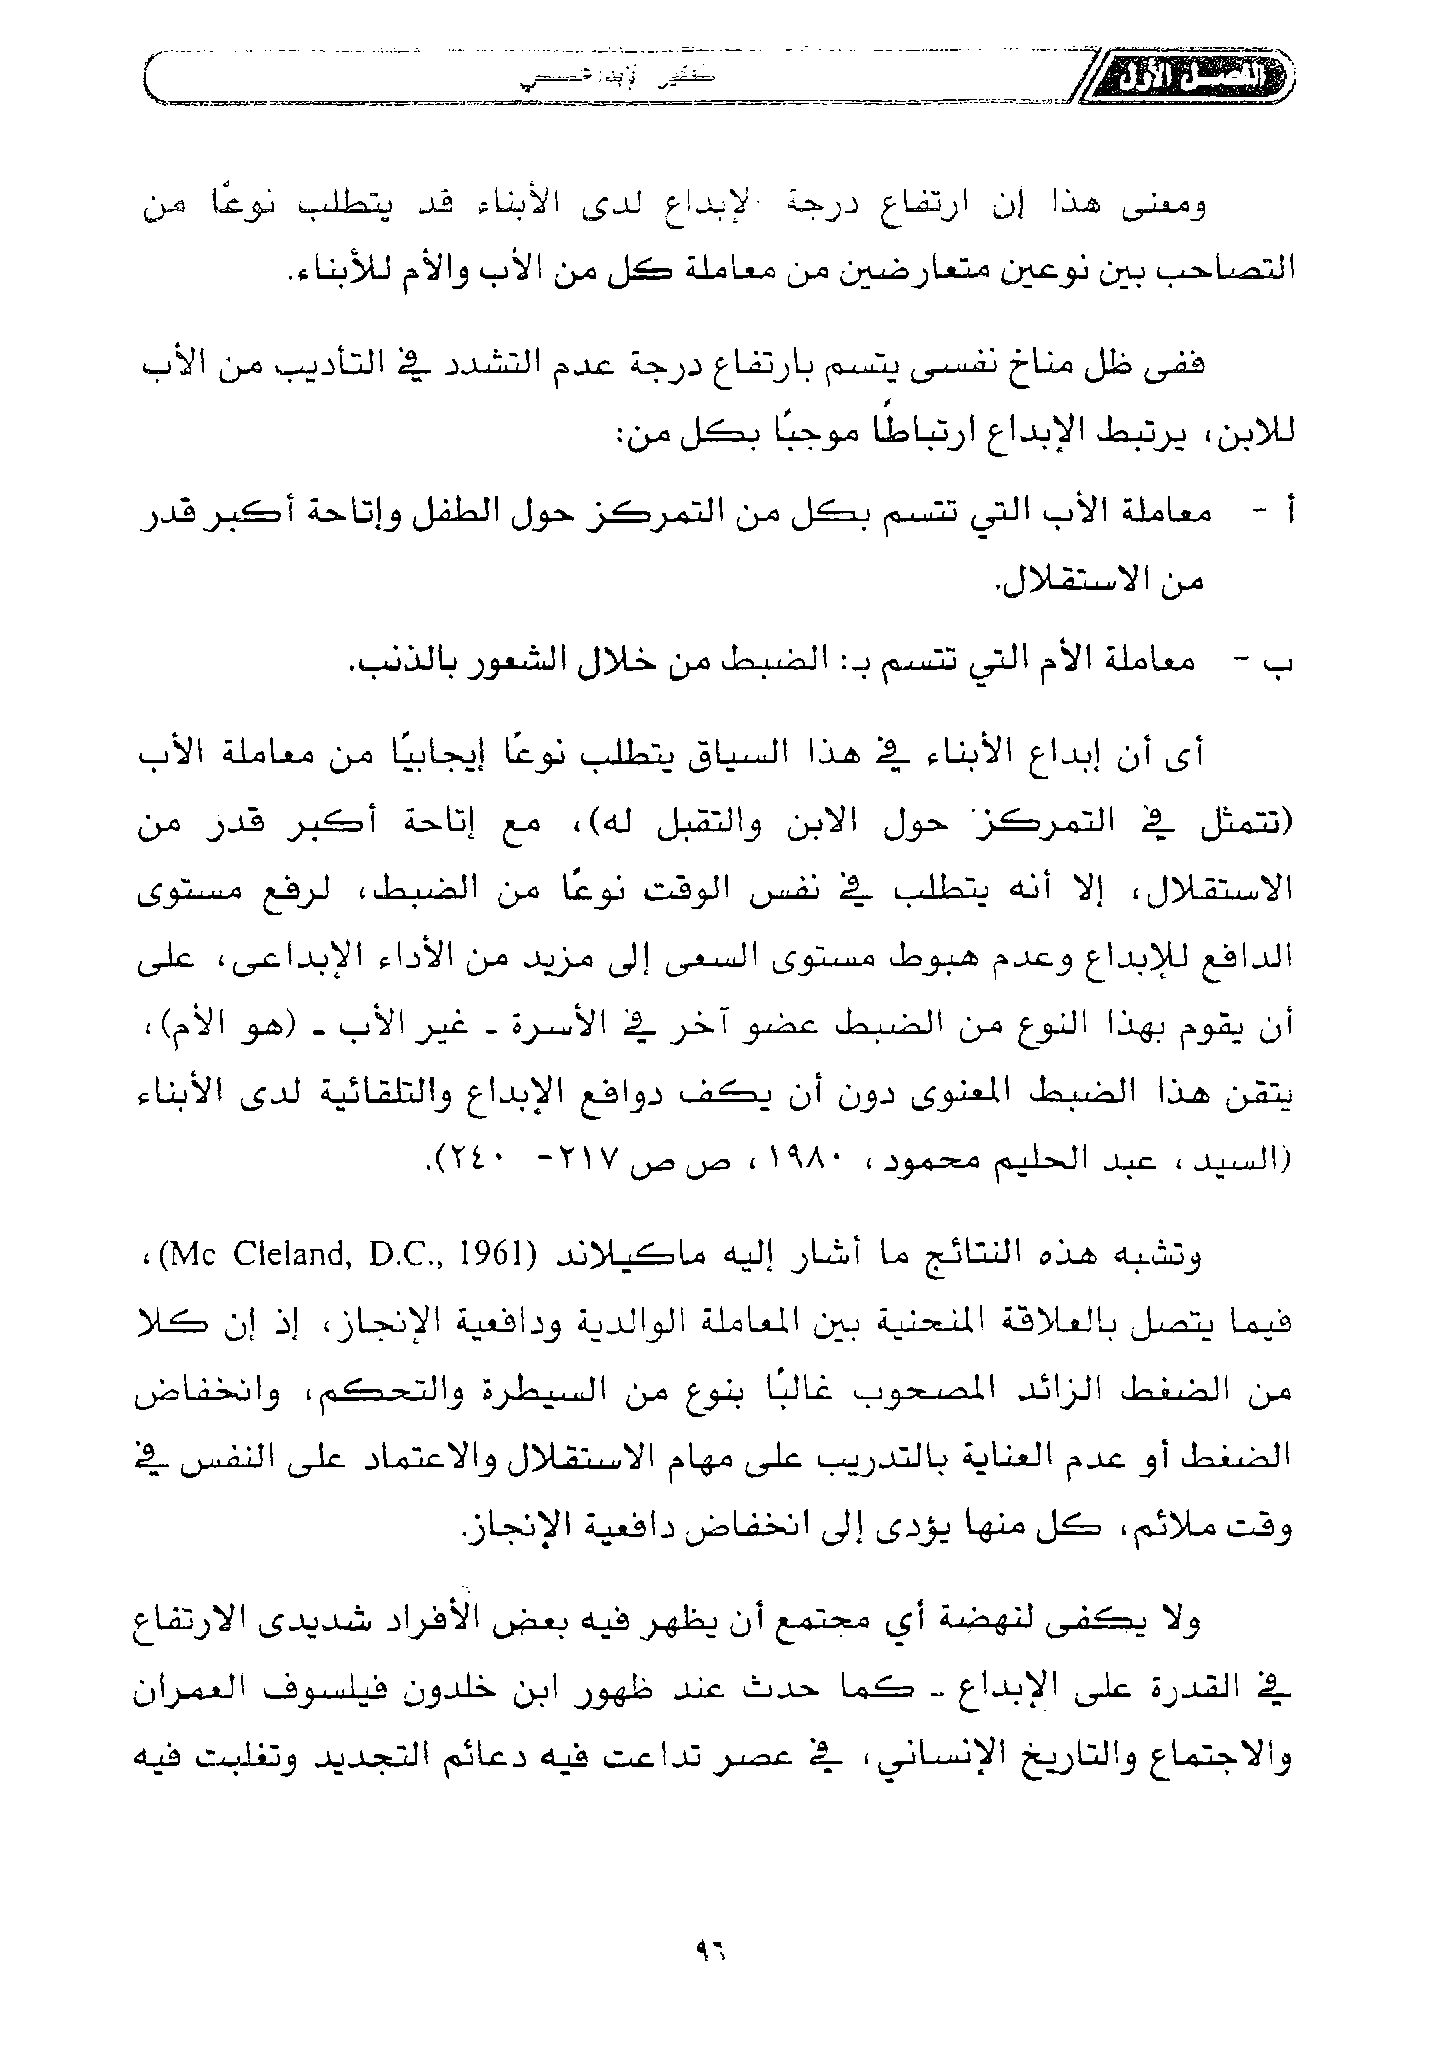 الفصل الأول
ومعنى هذا إن ارتفاع درجة لإبداع لدى الأبناء قد يتطلب نوعًا من
التصاحب بين نوعين متعارضين من معاملة كل من الأب والأم للأبناء.
ففى ظل مناخ نفسى يتسم بارتفاع درجة عدم التشدد في التأديب من الأب
للابن، يرتبط الإبداع ارتباطًا موجبًا بكل من:
أ - معاملة الأب التي تتسم بكل من التمركز حول الطفل وإتاحة أكبر قدر
من الاستقلال.
ب - معاملة الأم التي تتسم بـ: الضبط من خلال الشعور بالذنب.
أى أن إبداع الأبناء في هذا السياق يتطلب نوعًا إيجابيًا من معاملة الأب
(تتمثل في التمركز حول الابن والتقبل له)، مع إتاحة أكبر قدر من
الاستقلال، إلا أنه يتطلب في نفس الوقت نوعًا من الضبط، لرفع مستوى
الدافع للإبداع وعدم هبوط مستوى السعى إلى مزيد من الأداء الإبداعى، على
أن يقوم بهذا النوع من الضبط عضو آخر في الأسرة - غير الأب - (هو الأم)،
يتقن هذا الضبط المعنوى دون أن يكف دوافع الإبداع والتلقائية لدى الأبناء
(السيد، عبد الحليم محمود، ١٩٨٠، ص ص ٢١٧- ٢٤٠).
وتشبه هذه النتائج ما أشار إليه ماكيلاند (Mc Cleland, D.C., 1961)،
فيما يتصل بالعلاقة المنحنية بين المعاملة الوالدية ودافعية الإنجاز، إذ إن كلا
من الضغط الزائد المصحوب غالبًا بنوع من السيطرة والتحكم، وانخفاض
الضغط أو عدم العناية بالتدريب على مهام الاستقلال والاعتماد على النفس في
وقت ملائم، كل منها يؤدى إلى انخفاض دافعية الإنجاز.
ولا يكفى لنهضة أي مجتمع أن يظهر فيه بعض الأفراد شديدى الارتفاع
في القدرة على الإبداع - كما حدث عند ظهور ابن خلدون فيلسوف العمران
والاجتماع والتاريخ الإنساني، في عصر تداعت فيه دعائم التجديد وتغلبت فيه
٩٦